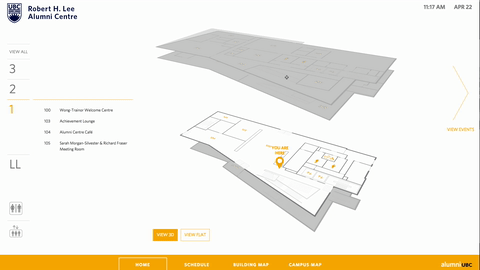 UBC
Robert H. Lee
Alumni Centre
11:17 AM APR 22
VIEW ALL
3
2
1
LL
100 Wong-Trainor Welcome Centre
103 Achievement Lounge
104 Alumni Centre Café
105 Sarah Morgan-Silvester & Richard Fraser
Meeting Room
YOU ARE
HERE
VIEW EVENTS
VIEW 3D VIEW FLAT
HOME SCHEDULE BUILDING MAP CAMPUS MAP
alumniUBC